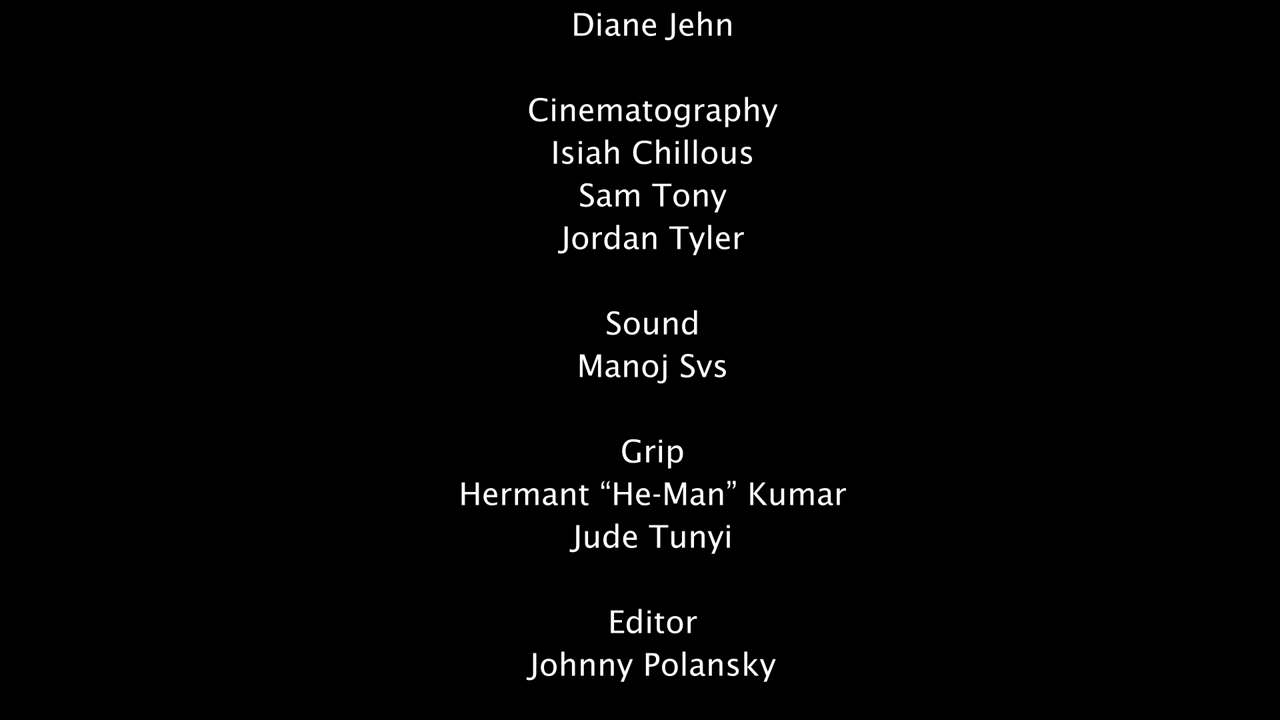 Diane Jehn
Cinematography
Isiah Chillous
Sam Tony
Jordan Tyler
Sound
Manoj Svs
Grip
Hermant “He-Man” Kumar
Jude Tunyi
Editor
Johnny Polansky